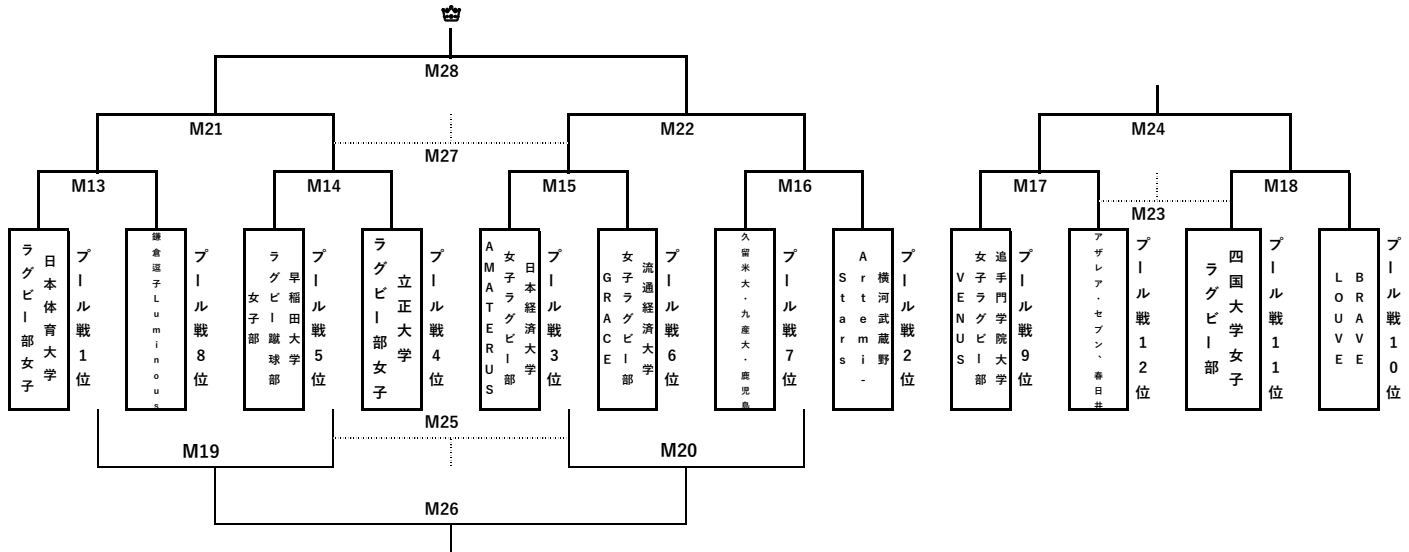 M28
M21
M22
M24
M27
M13
M14
M15
M16
M17
M18
M23
日本体育大学
ラグビー部女子
プール戦1位
鎌倉逗子Luminous
プール戦8位
早稲田大学
ラグビー蹴球部
女子部
プール戦5位
立正大学
ラグビー部女子
プール戦4位
日本経済大学
女子ラグビー部
AMATERUS
プール戦3位
流通経済大学
女子ラグビー部
GRACE
プール戦6位
久留米大・九産大・鹿児島
プール戦7位
横河武蔵野
Artemi-
Stars
プール戦2位
追手門学院大学
女子ラグビー部
VENUS
プール戦9位
アザレア・セブン、春日井
プール戦12位
四国大学女子
ラグビー部
プール戦11位
BRAVE
LOUVE
プール戦10位
M25
M19
M20
M26